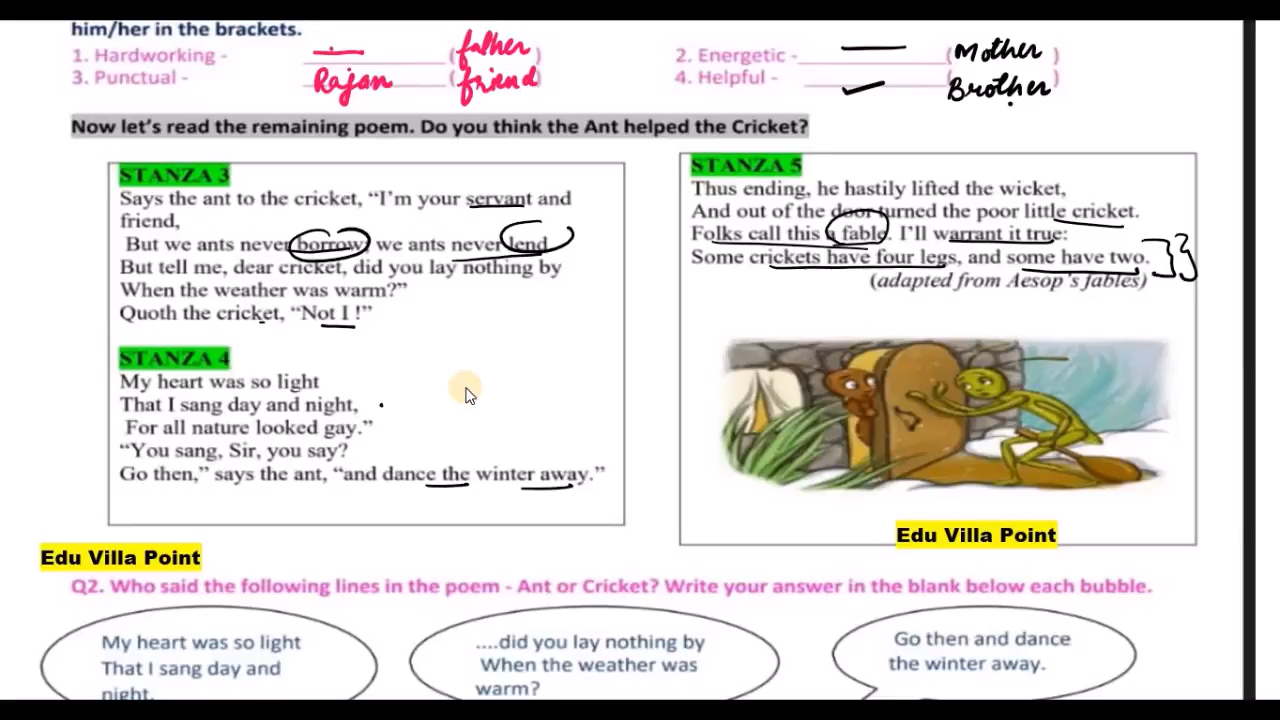 him/her in the brackets.
1. Hardworking - (father)
2. Energetic - (Mother)
3. Punctual - Rajan (friend)
4. Helpful - (Brother)
Now let's read the remaining poem. Do you think the Ant helped the Cricket?
STANZA 3
Says the ant to the cricket, “I'm your servant and
friend,
But we ants never borrow, we ants never lend
But tell me, dear cricket, did you lay nothing by
When the weather was warm?”
Quoth the cricket, “Not I !”
STANZA 4
My heart was so light
That I sang day and night,
For all nature looked gay.”
“You sang, Sir, you say?
Go then,” says the ant, “and dance the winter away.”
STANZA 5
Thus ending, he hastily lifted the wicket,
And out of the door turned the poor little cricket.
Folks call this a fable. I'll warrant it true:
Some crickets have four legs, and some have two.
(adapted from Aesop's fables)
Edu Villa Point
Edu Villa Point
Q2. Who said the following lines in the poem - Ant or Cricket? Write your answer in the blank below each bubble.
My heart was so light
That I sang day and
night.
....did you lay nothing by
When the weather was
warm?
Go then and dance
the winter away.